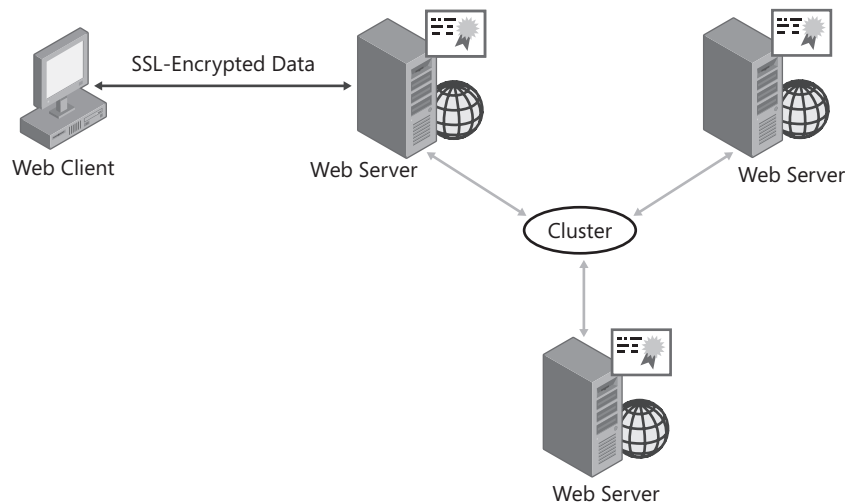 SSL-Encrypted Data
Web Client
Web Server
Web Server
Cluster
Web Server